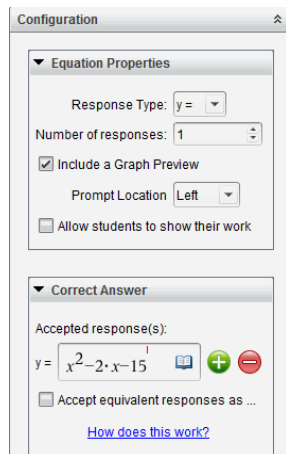 Configuration
Equation Properties
Response Type: y =
Number of responses: 1
Include a Graph Preview
Prompt Location Left
Allow students to show their work
Correct Answer
Accepted response(s):
y = x²–2·x–15
Accept equivalent responses as ...
How does this work?